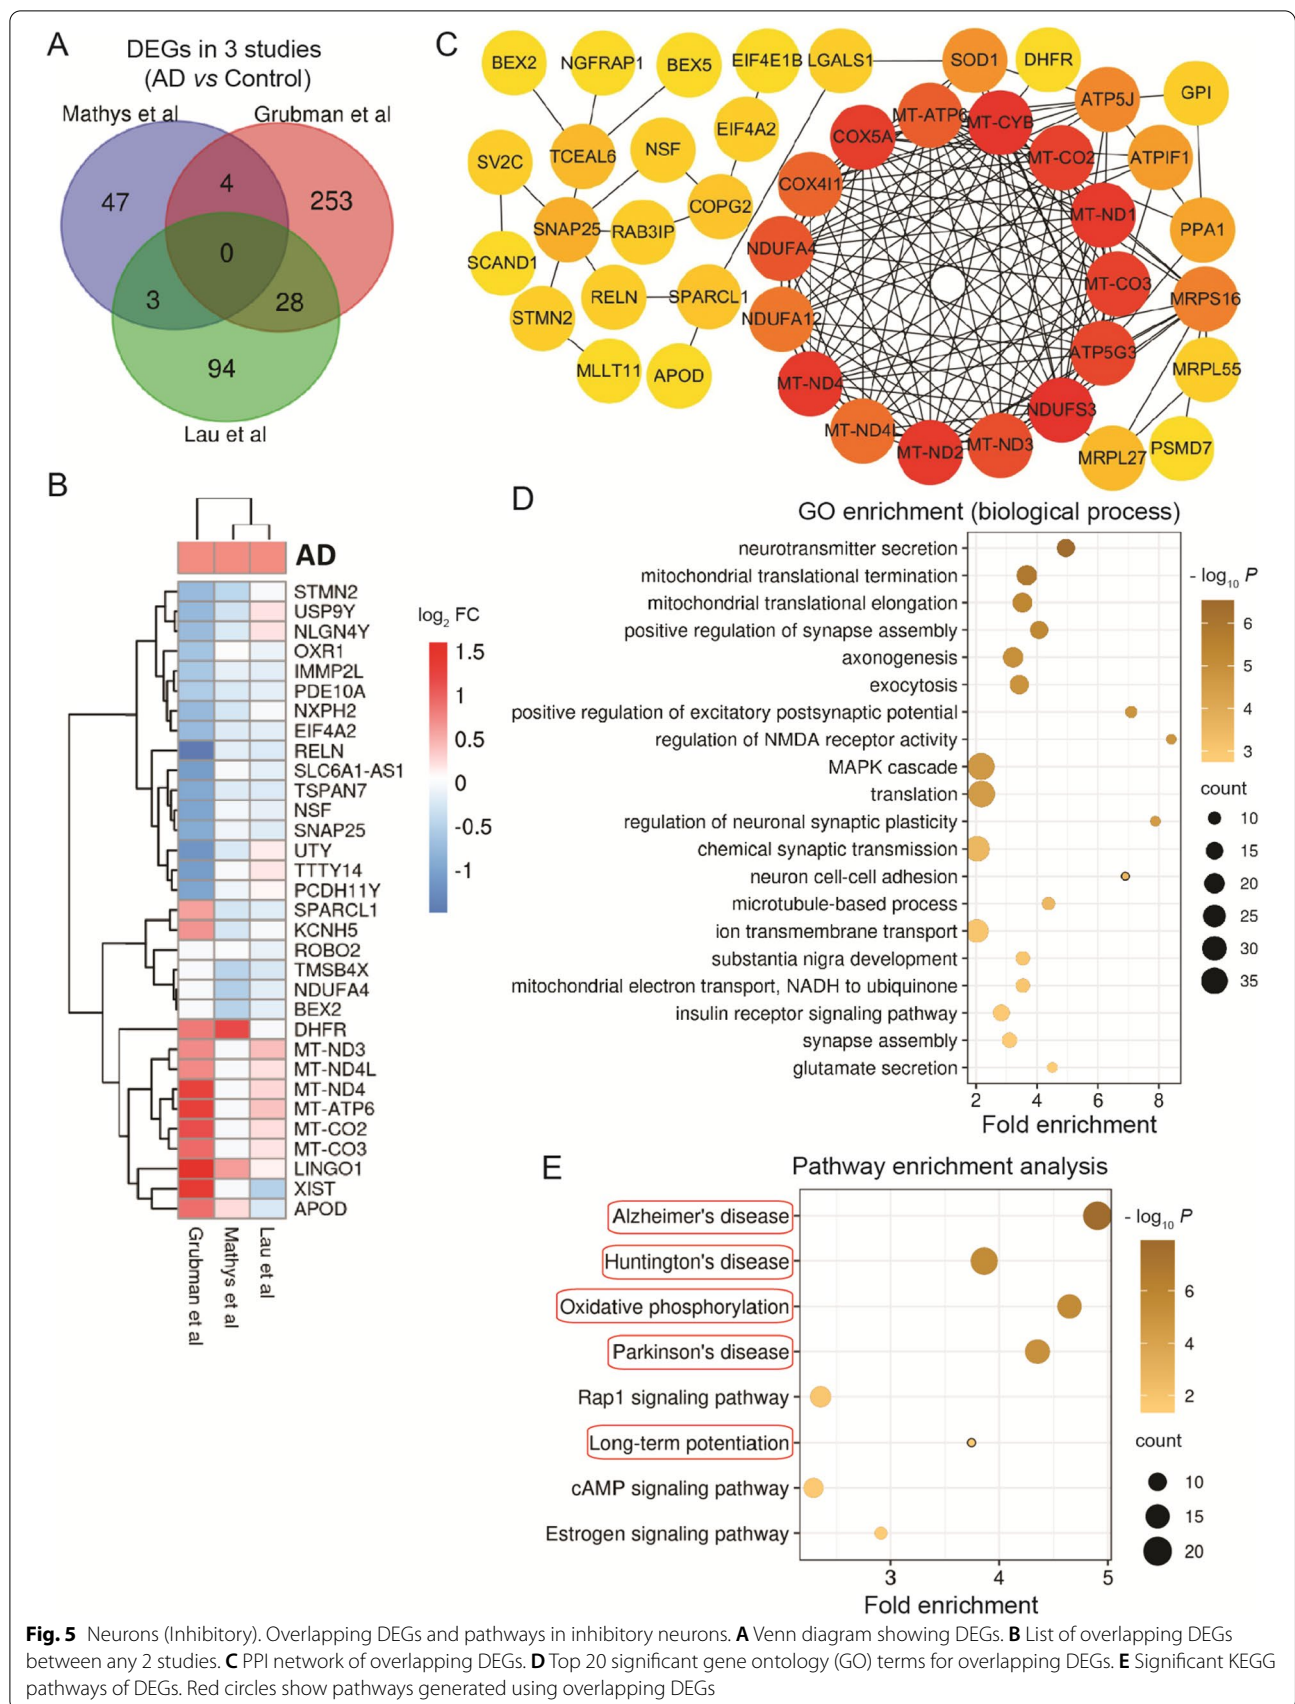 A
DEGs in 3 studies
(AD vs Control)
Mathys et al
Grubman et al
47
4
253
0
3
28
94
Lau et al
C
BEX2
NGFRAP1
BEX5
EIF4E1B
LGALS1
SOD1
DHFR
GPI
ATP5J
MT-ATP6
MT-CYB
COX5A
EIF4A2
NSF
TCEAL6
SV2C
MT-CO2
ATPIF1
COX4I1
COPG2
MT-ND1
SNAP25
RAB3IP
PPA1
NDUFA4
SCAND1
MT-CO3
RELN
SPARCL1
MRPS16
STMN2
NDUFA12
ATP5G3
MLLT11
APOD
MT-ND4
MRPL55
NDUFS3
MT-ND4L
MT-ND2
MT-ND3
MRPL27
PSMD7
B
AD
STMN2
USP9Y
NLGN4Y
OXR1
IMMP2L
PDE10A
NXPH2
EIF4A2
RELN
SLC6A1-AS1
TSPAN7
NSF
SNAP25
UTY
TTTY14
PCDH11Y
SPARCL1
KCNH5
ROBO2
TMSB4X
NDUFA4
BEX2
DHFR
MT-ND3
MT-ND4L
MT-ND4
MT-ATP6
MT-CO2
MT-CO3
LINGO1
XIST
APOD
Grubman et al
Mathys et al
Lau et al
log2 FC
1.5
1
0.5
0
-0.5
-1
D
GO enrichment (biological process)
neurotransmitter secretion
mitochondrial translational termination
mitochondrial translational elongation
positive regulation of synapse assembly
axonogenesis
exocytosis
positive regulation of excitatory postsynaptic potential
regulation of NMDA receptor activity
MAPK cascade
translation
regulation of neuronal synaptic plasticity
chemical synaptic transmission
neuron cell-cell adhesion
microtubule-based process
ion transmembrane transport
substantia nigra development
mitochondrial electron transport, NADH to ubiquinone
insulin receptor signaling pathway
synapse assembly
glutamate secretion
2 4 6 8
Fold enrichment
- log10 P
6
5
4
3
count
10
15
20
25
30
35
E
Pathway enrichment analysis
Alzheimer's disease
Huntington's disease
Oxidative phosphorylation
Parkinson's disease
Rap1 signaling pathway
Long-term potentiation
cAMP signaling pathway
Estrogen signaling pathway
3 4 5
Fold enrichment
- log10 P
6
4
2
count
10
15
20
Fig. 5 Neurons (Inhibitory). Overlapping DEGs and pathways in inhibitory neurons. A Venn diagram showing DEGs. B List of overlapping DEGs
between any 2 studies. C PPI network of overlapping DEGs. D Top 20 significant gene ontology (GO) terms for overlapping DEGs. E Significant KEGG
pathways of DEGs. Red circles show pathways generated using overlapping DEGs